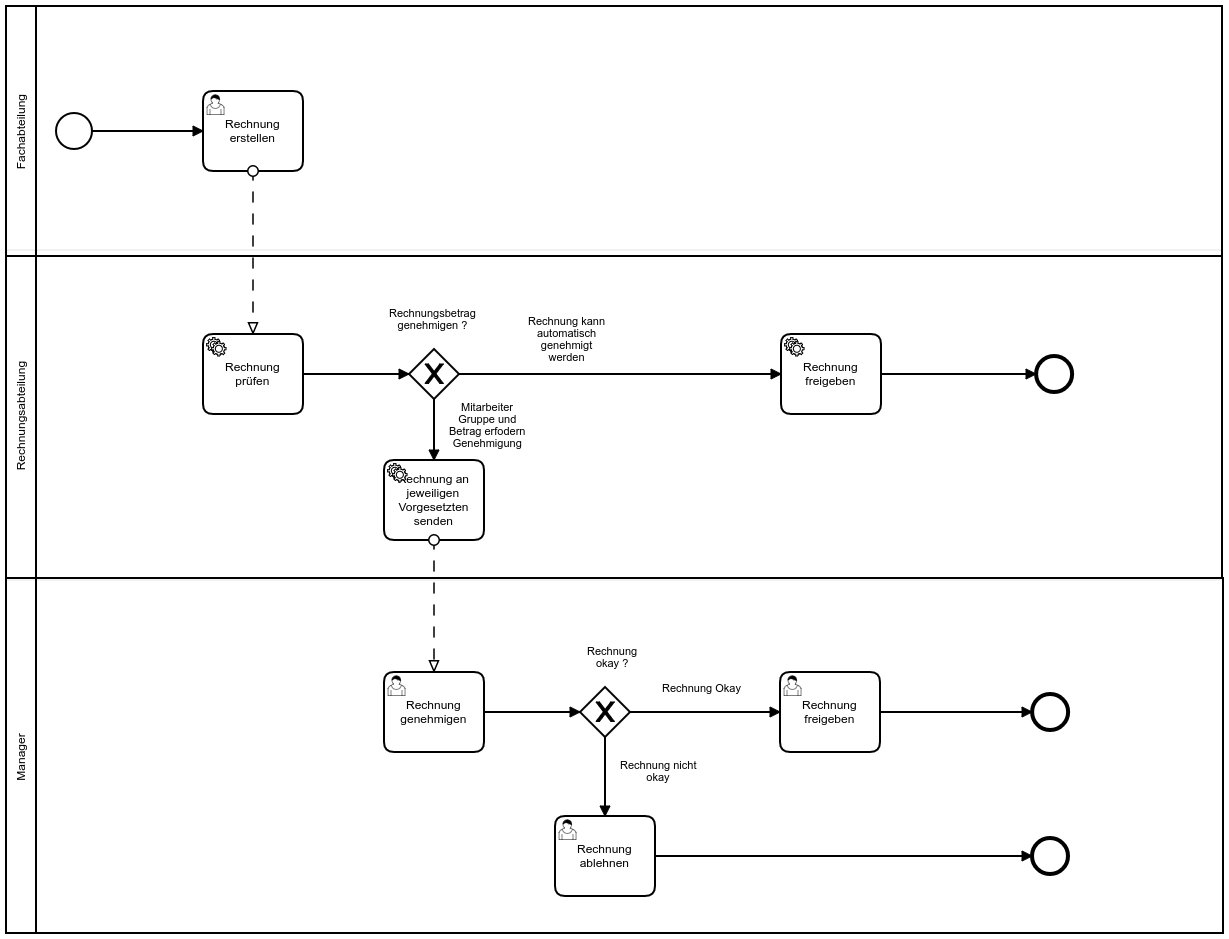 Fachabteilung
Rechnung
erstellen
Rechnungsabteilung
Rechnung
prüfen
Rechnungsbetrag
genehmigen ?
Rechnung kann
automatisch
genehmigt
werden
Rechnung
freigeben
Mitarbeiter
Gruppe und
Betrag erfodern
Genehmigung
Rechnung an
jeweiligen
Vorgesetzten
senden
Manager
Rechnung
genehmigen
Rechnung
okay ?
Rechnung Okay
Rechnung
freigeben
Rechnung nicht
okay
Rechnung
ablehnen